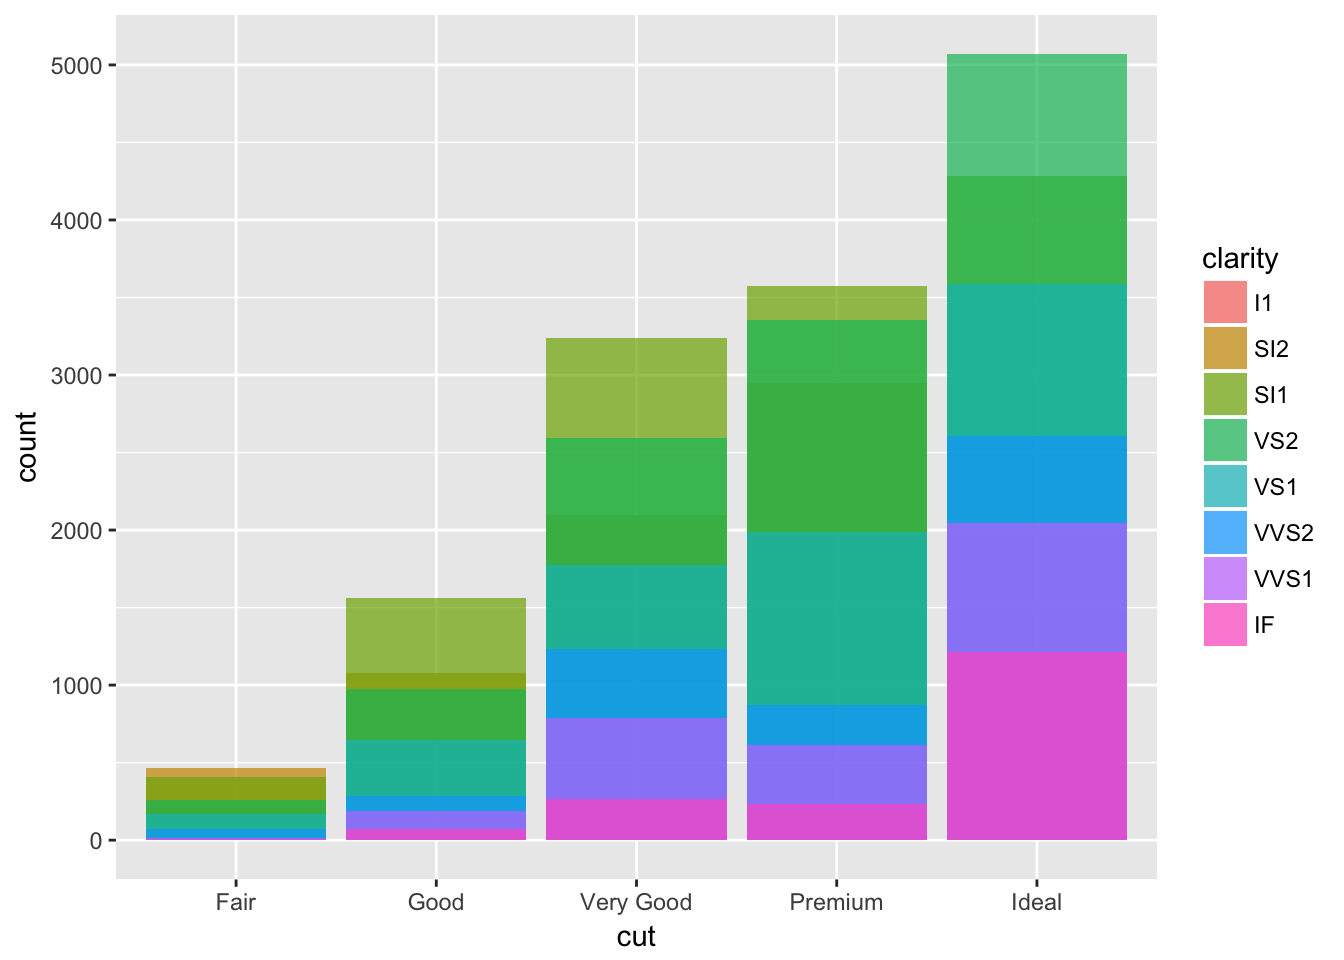 5000
4000
3000
2000
1000
0
count
Fair Good Very Good Premium Ideal
cut
clarity
I1
SI2
SI1
VS2
VS1
VVS2
VVS1
IF